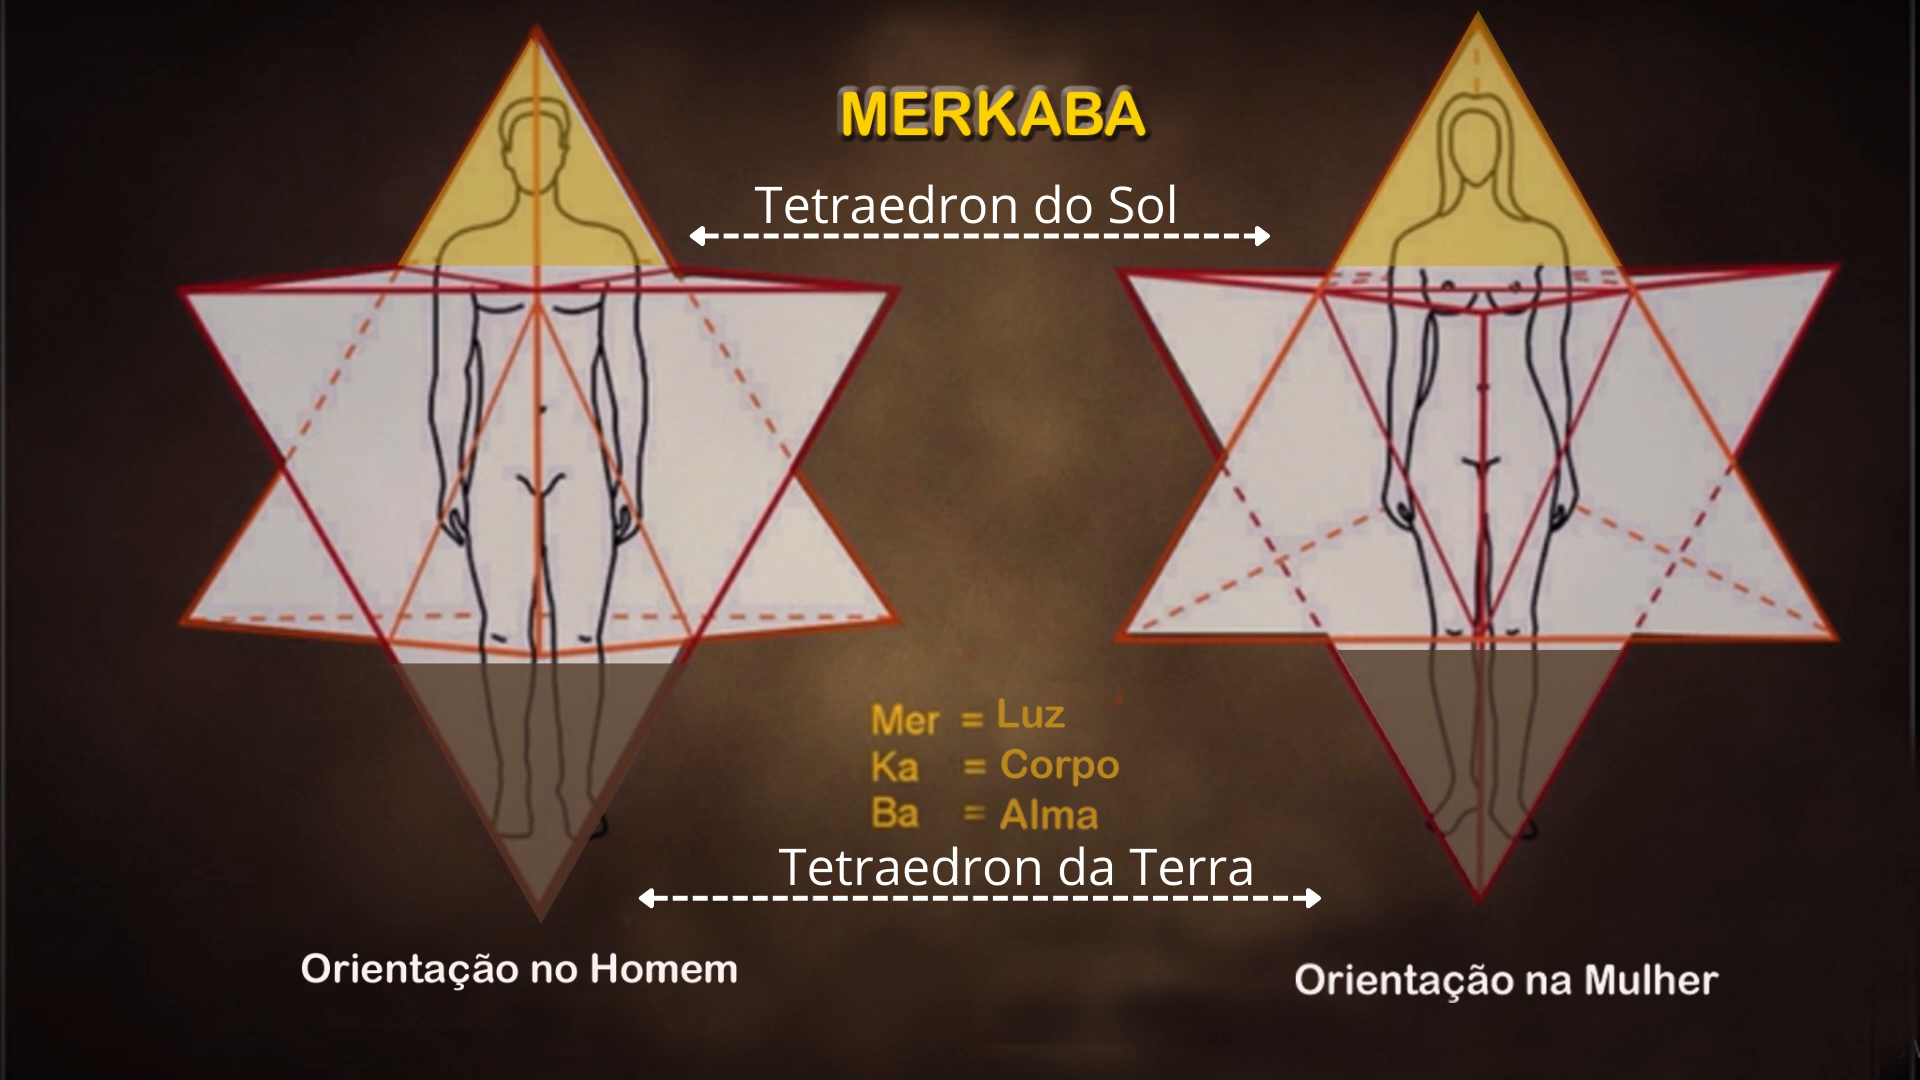 MERKABA
Tetraedron do Sol
Mer = Luz
Ka = Corpo
Ba = Alma
Tetraedron da Terra
Orientação no Homem
Orientação na Mulher